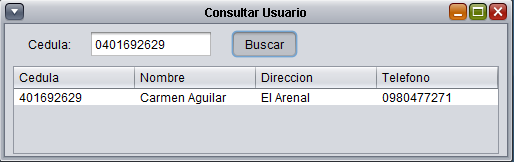 Consultar Usuario
Cedula: 0401692629 Buscar
Cedula Nombre Direccion Telefono
401692629 Carmen Aguilar El Arenal 0980477271